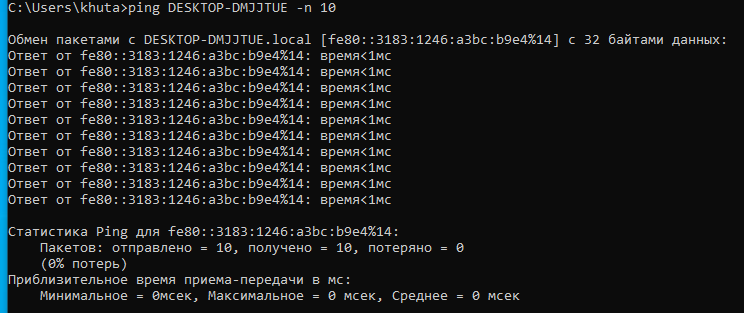 C:\Users\khuta>ping DESKTOP-DMJJTUE -n 10
Обмен пакетами с DESKTOP-DMJJTUE.local [fe80::3183:1246:a3bc:b9e4%14] с 32 байтами данных:
Ответ от fe80::3183:1246:a3bc:b9e4%14: время<1мс
Ответ от fe80::3183:1246:a3bc:b9e4%14: время<1мс
Ответ от fe80::3183:1246:a3bc:b9e4%14: время<1мс
Ответ от fe80::3183:1246:a3bc:b9e4%14: время<1мс
Ответ от fe80::3183:1246:a3bc:b9e4%14: время<1мс
Ответ от fe80::3183:1246:a3bc:b9e4%14: время<1мс
Ответ от fe80::3183:1246:a3bc:b9e4%14: время<1мс
Ответ от fe80::3183:1246:a3bc:b9e4%14: время<1мс
Ответ от fe80::3183:1246:a3bc:b9e4%14: время<1мс
Ответ от fe80::3183:1246:a3bc:b9e4%14: время<1мс
Статистика Ping для fe80::3183:1246:a3bc:b9e4%14:
Пакетов: отправлено = 10, получено = 10, потеряно = 0
(0% потерь)
Приблизительное время приема-передачи в мс:
Минимальное = 0мсек, Максимальное = 0 мсек, Среднее = 0 мсек